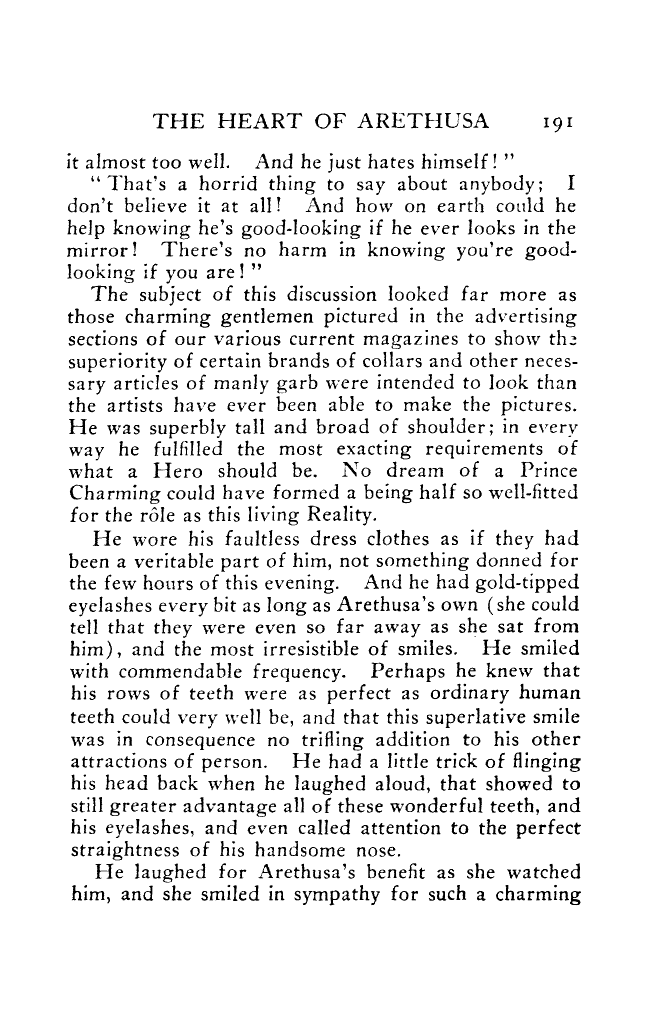 THE HEART OF ARETHUSA 191
it almost too well. And he just hates himself! "
" That's a horrid thing to say about anybody; I
don't believe it at all! And how on earth could he
help knowing he's good-looking if he ever looks in the
mirror! There's no harm in knowing you're good-
looking if you are! "
The subject of this discussion looked far more as
those charming gentlemen pictured in the advertising
sections of our various current magazines to show the
superiority of certain brands of collars and other neces-
sary articles of manly garb were intended to look than
the artists have ever been able to make the pictures.
He was superbly tall and broad of shoulder; in every
way he fulfilled the most exacting requirements of
what a Hero should be. No dream of a Prince
Charming could have formed a being half so well-fitted
for the rôle as this living Reality.
He wore his faultless dress clothes as if they had
been a veritable part of him, not something donned for
the few hours of this evening. And he had gold-tipped
eyelashes every bit as long as Arethusa's own (she could
tell that they were even so far away as she sat from
him), and the most irresistible of smiles. He smiled
with commendable frequency. Perhaps he knew that
his rows of teeth were as perfect as ordinary human
teeth could very well be, and that this superlative smile
was in consequence no trifling addition to his other
attractions of person. He had a little trick of flinging
his head back when he laughed aloud, that showed to
still greater advantage all of these wonderful teeth, and
his eyelashes, and even called attention to the perfect
straightness of his handsome nose.
He laughed for Arethusa's benefit as she watched
him, and she smiled in sympathy for such a charming